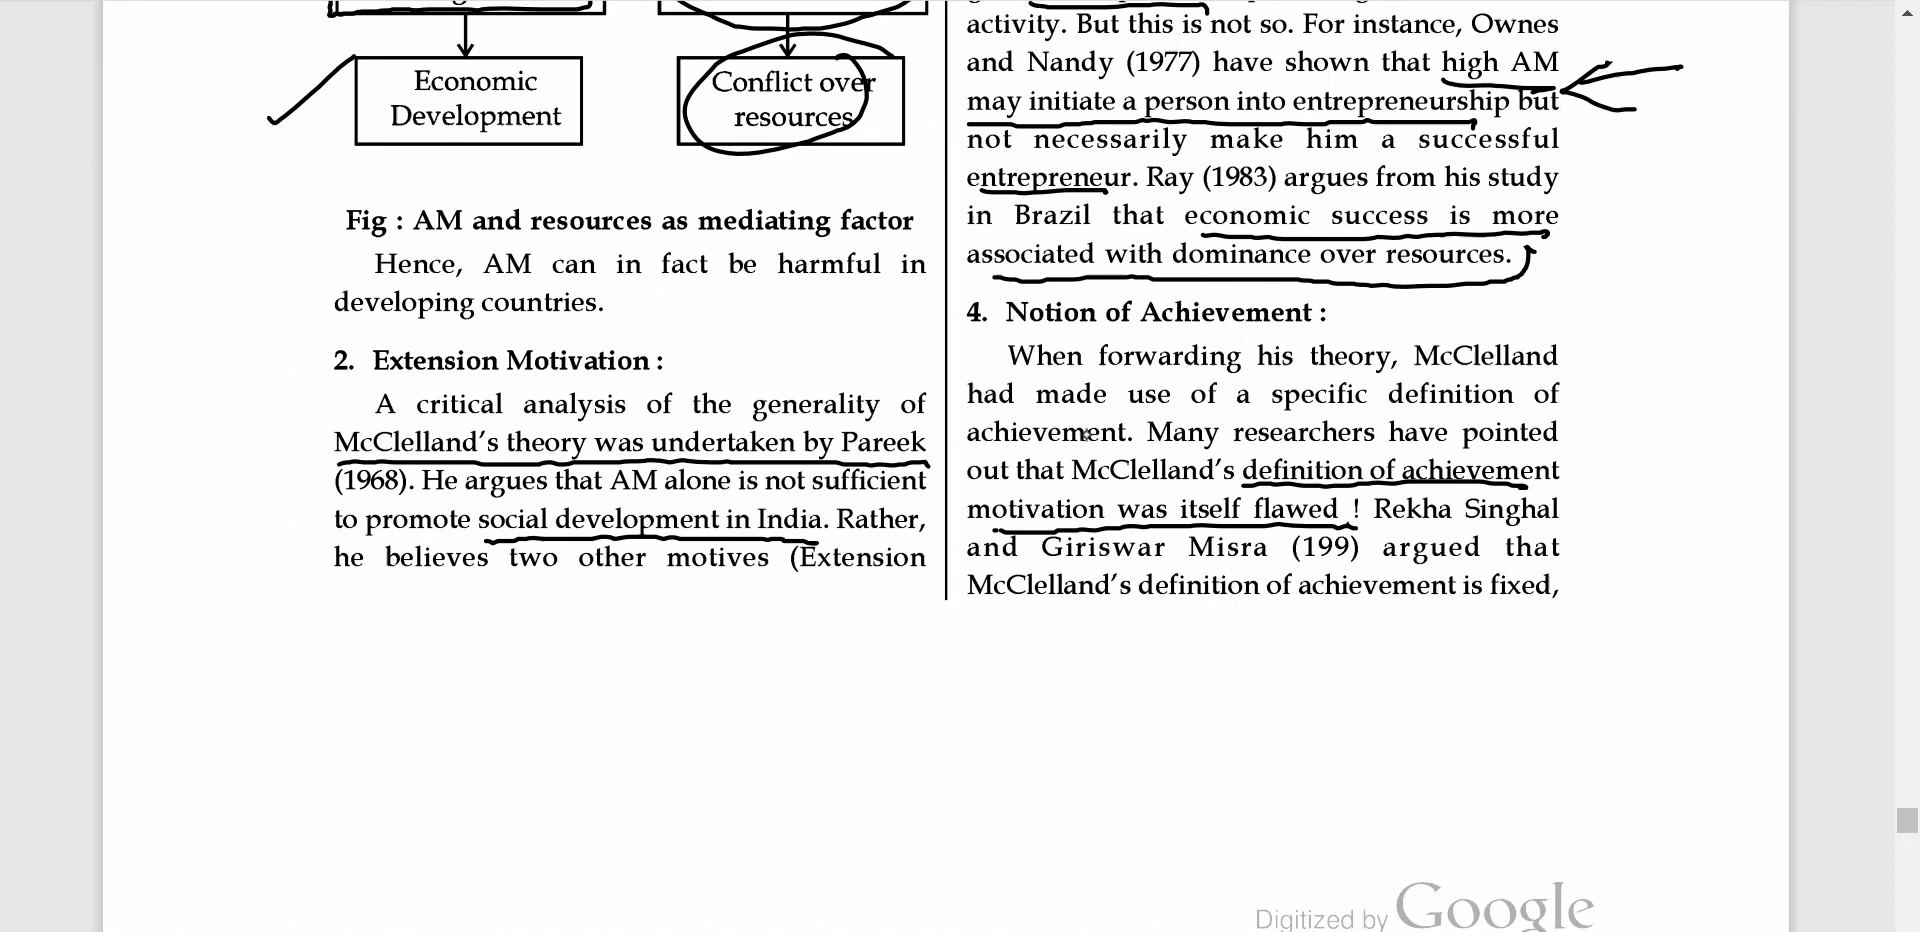 Economic
Development
Conflict over
resources
Fig : AM and resources as mediating factor
Hence, AM can in fact be harmful in
developing countries.
2. Extension Motivation :
A critical analysis of the generality of
McClelland's theory was undertaken by Pareek
(1968). He argues that AM alone is not sufficient
to promote social development in India. Rather,
he believes two other motives (Extension
activity. But this is not so. For instance, Ownes
and Nandy (1977) have shown that high AM
may initiate a person into entrepreneurship but
not necessarily make him a successful
entrepreneur. Ray (1983) argues from his study
in Brazil that economic success is more
associated with dominance over resources.
4. Notion of Achievement :
When forwarding his theory, McClelland
had made use of a specific definition of
achievement. Many researchers have pointed
out that McClelland's definition of achievement
motivation was itself flawed ! Rekha Singhal
and Giriswar Misra (199) argued that
McClelland's definition of achievement is fixed,
Digitized by Google